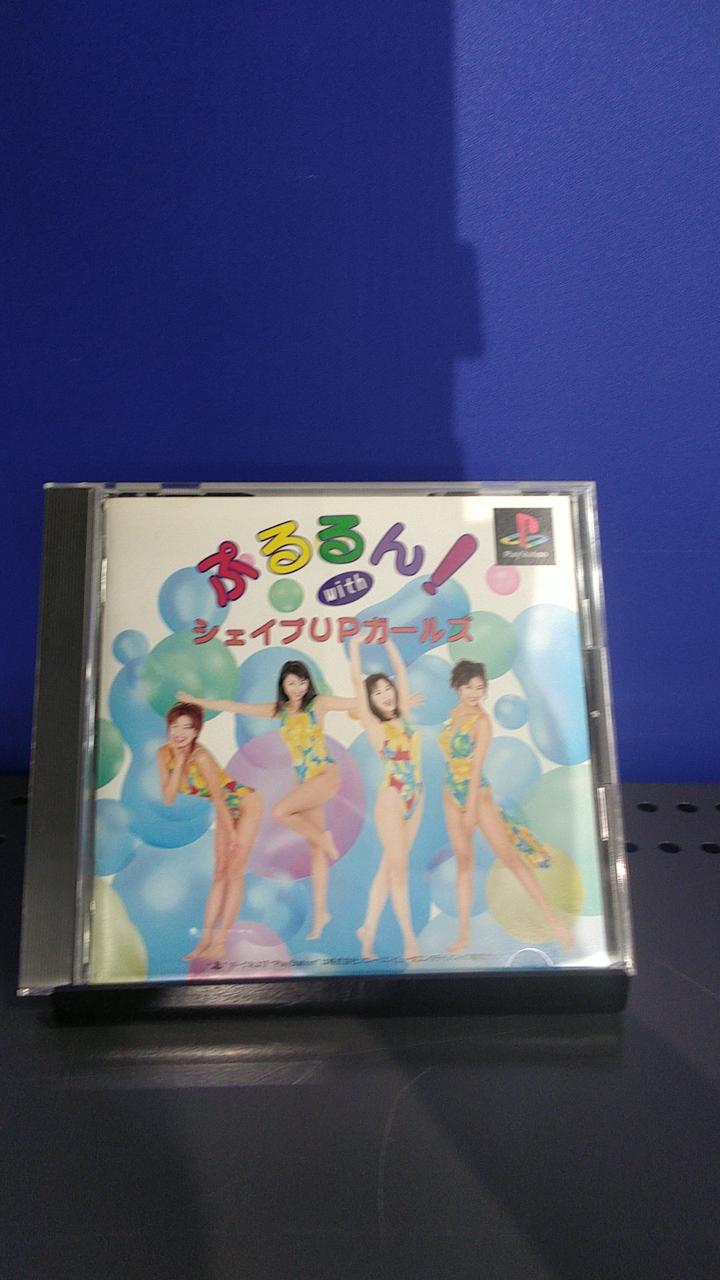 ぷるるん!
with
シェイプUPガールズ
PlayStation